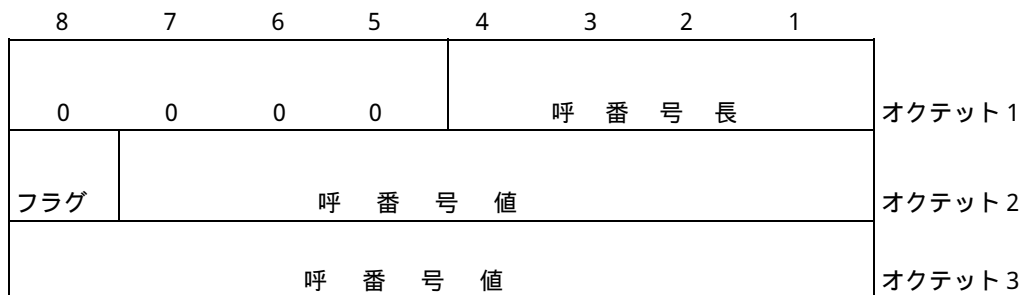 8 7 6 5 4 3 2 1
0 0 0 0 呼番号長 オクテット1
フラグ 呼番号値 オクテット2
呼番号値 オクテット3